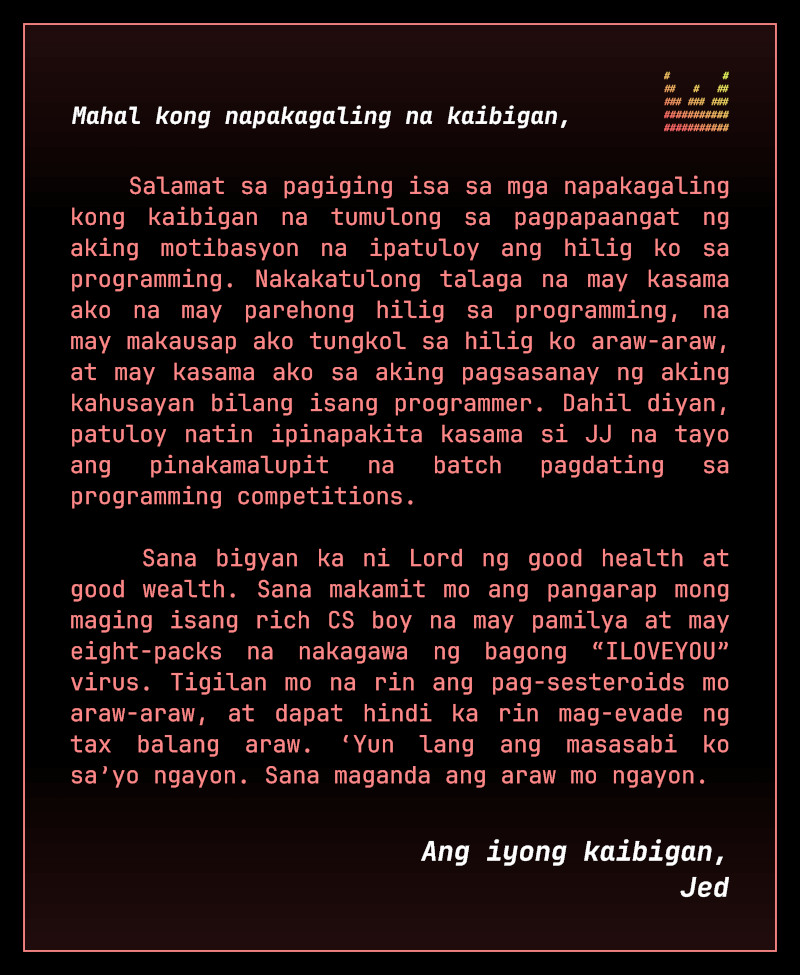 #         #
##   #   ##
### ### ###
###########
###########
Mahal kong napakagaling na kaibigan,
Salamat sa pagiging isa sa mga napakagaling
kong kaibigan na tumulong sa pagpapaangat ng
aking motibasyon na ipatuloy ang hilig ko sa
programming. Nakakatulong talaga na may kasama
ako na may parehong hilig sa programming, na
may makausap ako tungkol sa hilig ko araw-araw,
at may kasama ako sa aking pagsasanay ng aking
kahusayan bilang isang programmer. Dahil diyan,
patuloy natin ipinapakita kasama si JJ na tayo
ang pinakamalupit na batch pagdating sa
programming competitions.
Sana bigyan ka ni Lord ng good health at
good wealth. Sana makamit mo ang pangarap mong
maging isang rich CS boy na may pamilya at may
eight-packs na nakagawa ng bagong “ILOVEYOU”
virus. Tigilan mo na rin ang pag-sesteroids mo
araw-araw, at dapat hindi ka rin mag-evade ng
tax balang araw. ‘Yun lang ang masasabi ko
sa’yo ngayon. Sana maganda ang araw mo ngayon.
Ang iyong kaibigan,
Jed